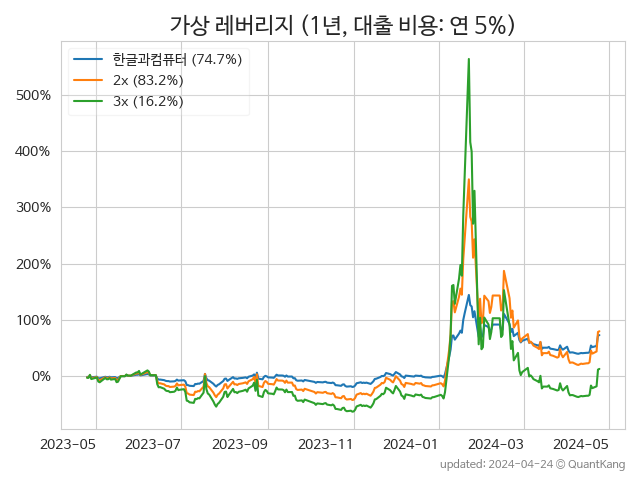 가상 레버리지 (1년, 대출 비용: 연 5%)
한글과컴퓨터 (74.7%)
2x (83.2%)
3x (16.2%)
500%
400%
300%
200%
100%
0%
2023-05 2023-07 2023-09 2023-11 2024-01 2024-03 2024-05
updated: 2024-04-24 © QuantKang